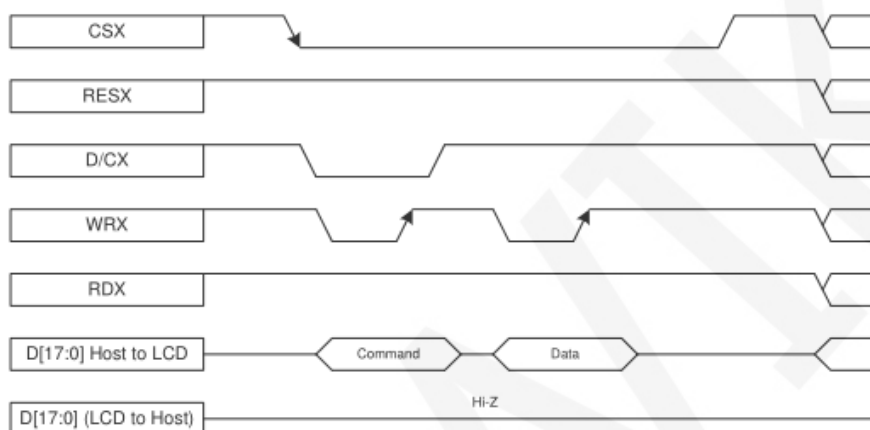 CSX
RESX
D/CX
WRX
RDX
D[17:0] Host to LCD
Command
Data
D[17:0] (LCD to Host)
Hi-Z